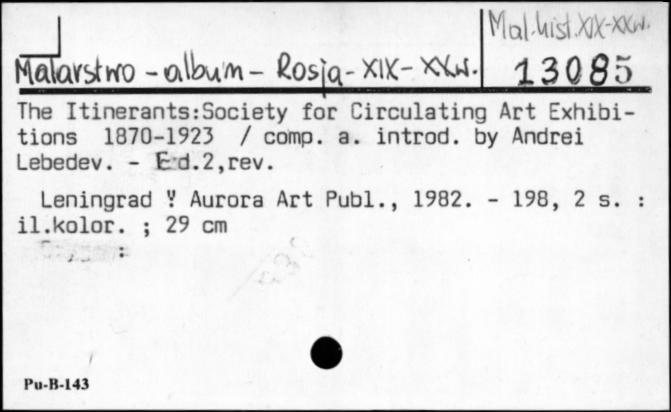 Mal.hist.XIX-XXw.
Malarstwo - album - Rosja - XIX - XXw. 13085
The Itinerants:Society for Circulating Art Exhibi-
tions 1870-1923 / comp. a. introd. by Andrei
Lebedev. - Ed.2,rev.
Leningrad : Aurora Art Publ., 1982. - 198, 2 s. :
il.kolor. ; 29 cm
Pu-B-143